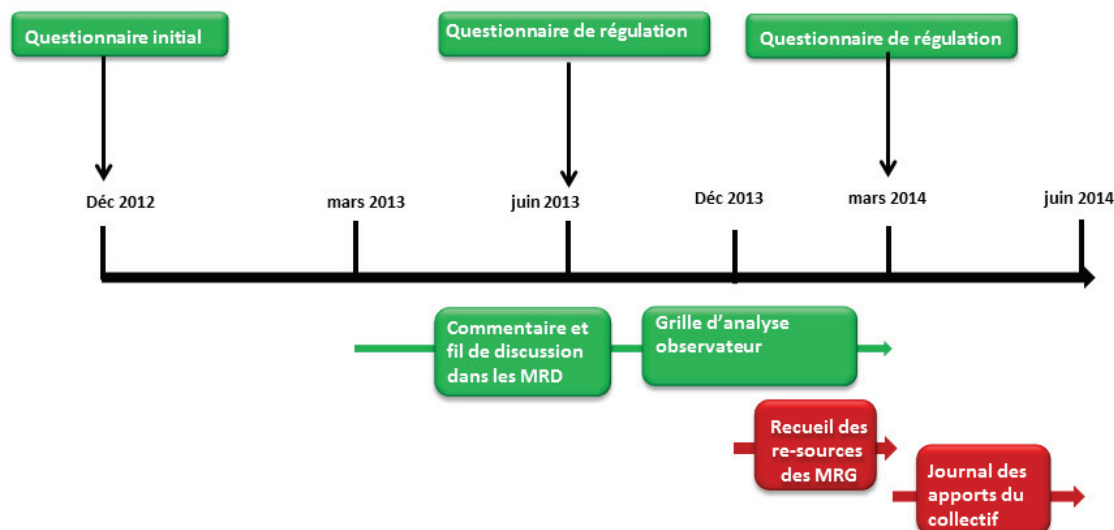 Questionnaire initial
Questionnaire de régulation
Questionnaire de régulation
Déc 2012
mars 2013
juin 2013
Déc 2013
mars 2014
juin 2014
Commentaire et
fil de discussion
dans les MRD
Grille d'analyse
observateur
Recueil des
re-sources
des MRG
Journal des
apports du
collectif